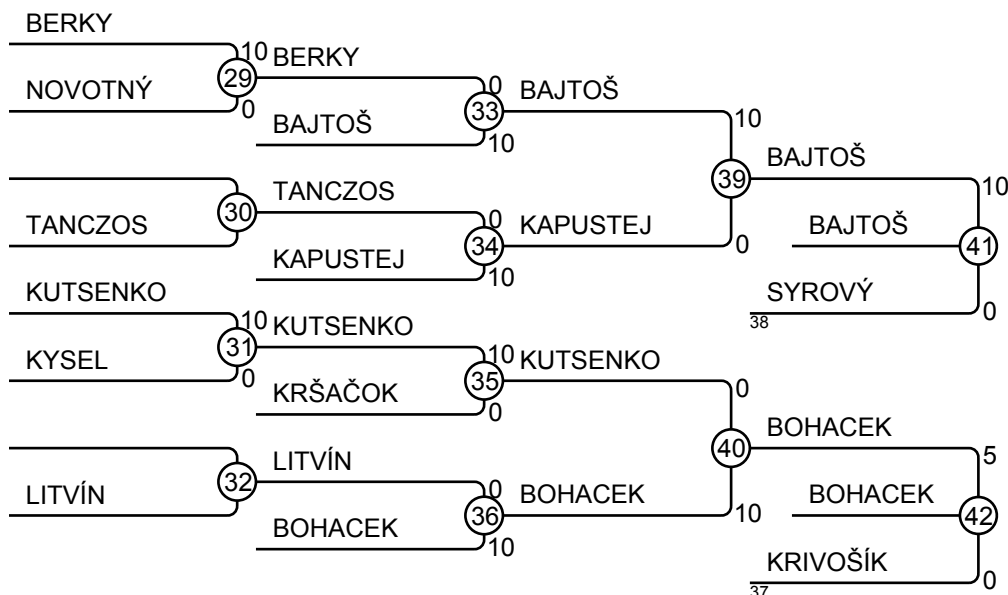 BERKY
10 BERKY
29
0
NOVOTNÝ
0
BAJTOŠ
33
BAJTOŠ
10
10
BAJTOŠ
39
10
TANCZOS
30
TANCZOS
0
KAPUSTEJ
34
BAJTOŠ
41
KAPUSTEJ
10
0
KUTSENKO
SYROVÝ
38
0
10 KUTSENKO
31
KYSEL
0
10 KUTSENKO
35
0
KRŠAČOK
0
BOHACEK
40
5
LITVÍN
32
LITVÍN
0
BOHACEK
36
10
BOHACEK
42
BOHACEK
10
KRIVOŠÍK
37
0